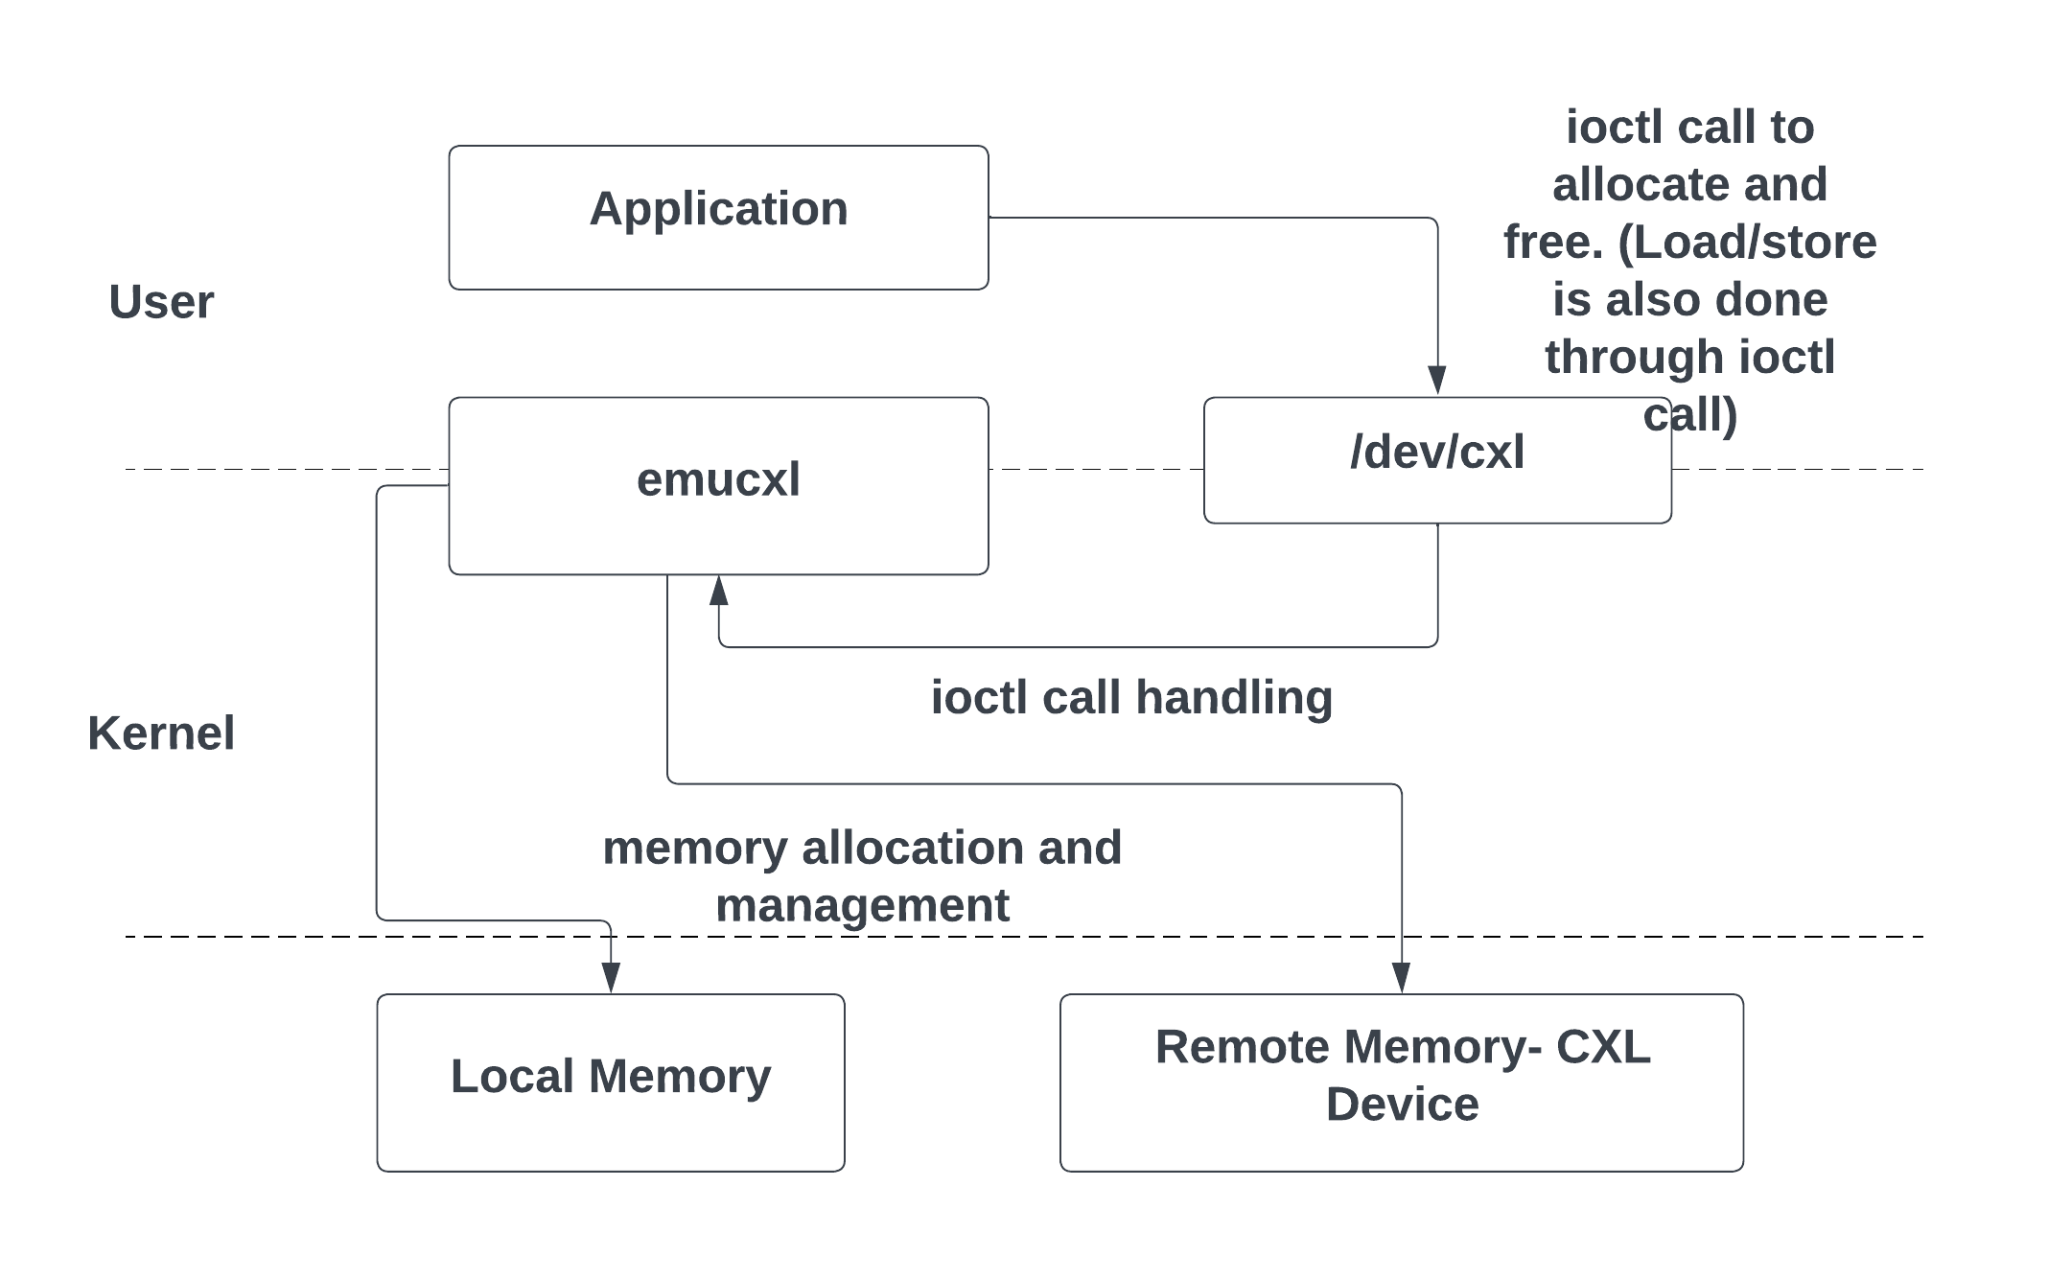 ioctl call to
allocate and
free. (Load/store
is also done
through ioctl
call)
Application
User
emucxl
/dev/cxl
ioctl call handling
Kernel
memory allocation and
management
Local Memory
Remote Memory- CXL
Device